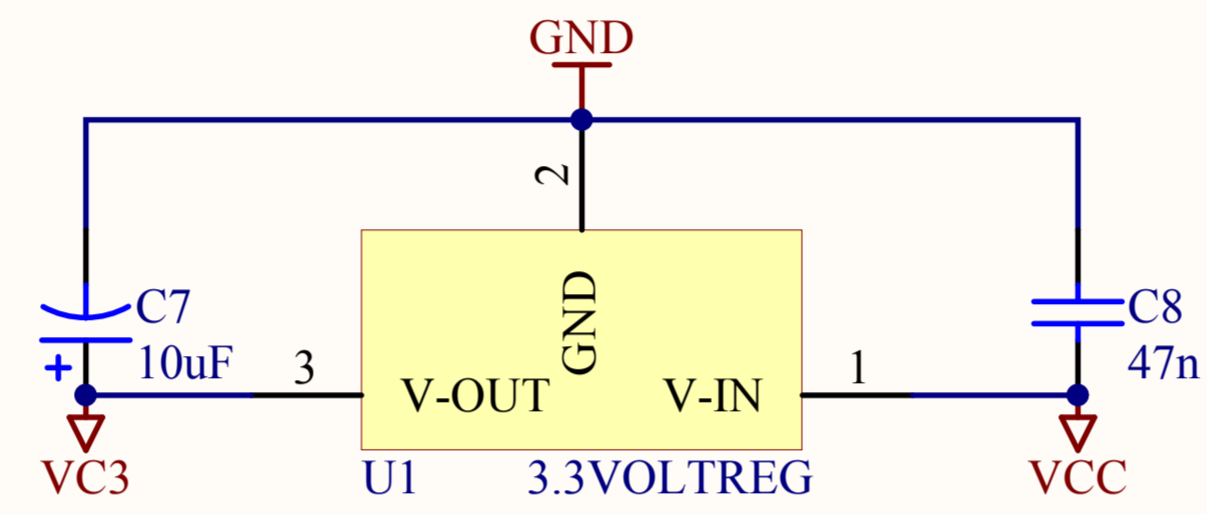 GND
2
GND
C7
10uF
3
V-OUT
V-IN
1
C8
47n
+
VC3
U1
3.3VOLTREG
VCC